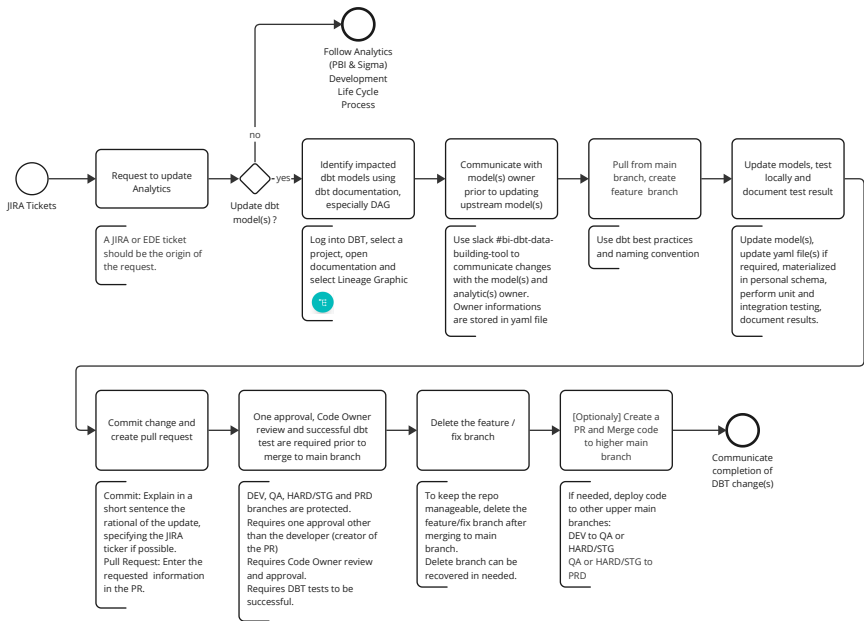 Follow Analytics
(PBI & Sigma)
Development
Life Cycle
Process
no
JIRA Tickets
Request to update
Analytics
A JIRA or EDE ticket
should be the origin of
the request.
Update dbt
model(s) ?
yes
Identify impacted
dbt models using
dbt documentation,
especially DAG
Log into DBT, select a
project, open
documentation and
select Lineage Graphic
Communicate with
model(s) owner
prior to updating
upstream model(s)
Use slack #bi-dbt-data-
building-tool to
communicate changes
with the model(s) and
analytic(s) owner.
Owner informations
are stored in yaml file
Pull from main
branch, create
feature branch
Use dbt best practices
and naming convention
Update models, test
locally and
document test result
Update model(s),
update yaml file(s) if
required, materialized
in personal schema,
perform unit and
integration testing,
document results.
Commit change and
create pull request
Commit: Explain in a
short sentence the
rational of the update,
specifying the JIRA
ticker if possible.
Pull Request: Enter the
requested information
in the PR.
One approval, Code Owner
review and successful dbt
test are required prior to
merge to main branch
DEV, QA, HARD/STG and PRD
branches are protected.
Requires one approval other
than the developer (creator of
the PR)
Requires Code Owner review
and approval.
Requires DBT tests to be
successful.
Delete the feature /
fix branch
To keep the repo
manageable, delete the
feature/fix branch after
merging to main
branch.
Delete branch can be
recovered in needed.
[Optionaly] Create a
PR and Merge code
to higher main
branch
If needed, deploy code
to other upper main
branches:
DEV to QA or
HARD/STG
QA or HARD/STG to
PRD
Communicate
completion of
DBT change(s)